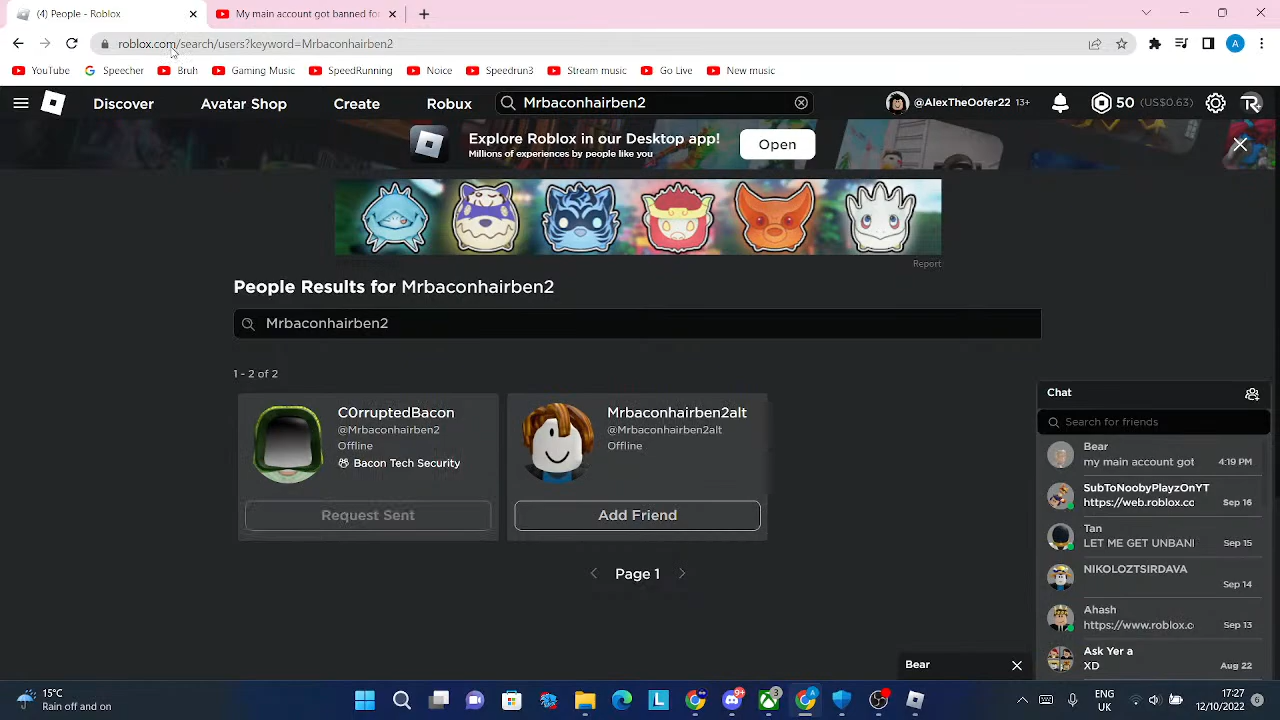 (4) People - Roblox
My main account got banned for
roblox.com/search/users?keyword=Mrbaconhairben2
YouTube
Speecher
Bruh
Gaming Music
SpeedRunning
Noice
Speedrun3
Stream music
Go Live
New music
Discover
Avatar Shop
Create
Robux
Mrbaconhairben2
@AlexTheOofer22 13+
50 (US$0.63)
Explore Roblox in our Desktop app!
Millions of experiences by people like you
Open
Report
People Results for Mrbaconhairben2
Mrbaconhairben2
1 - 2 of 2
C0rruptedBacon
@Mrbaconhairben2
Offline
Bacon Tech Security
Request Sent
Mrbaconhairben2alt
@Mrbaconhairben2alt
Offline
Add Friend
Page 1
Chat
Search for friends
Bear
my main account got 4:19 PM
SubToNoobyPlayzOnYT
https://web.roblox.cc Sep 16
Tan
LET ME GET UNBANI Sep 15
NIKOLOZTSIRDAVA
Sep 14
Ahash
https://www.roblox.c Sep 13
Ask Yer a
XD Aug 22
Bear
15°C
Rain off and on
9+
3
ENG
UK
17:27
12/10/2022
6